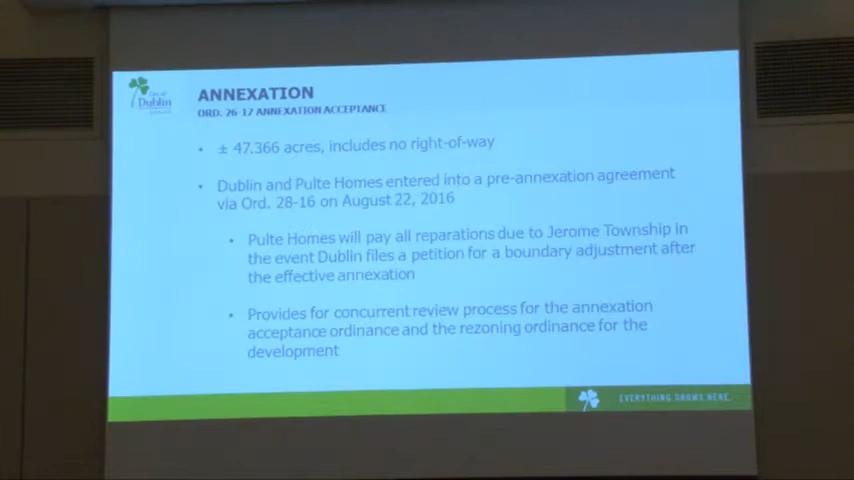 City of
Dublin
ANNEXATION
ORD. 26-17 ANNEXATION ACCEPTANCE
• ± 47.366 acres, includes no right-of-way
• Dublin and Pulte Homes entered into a pre-annexation agreement
via Ord. 28-16 on August 22, 2016
• Pulte Homes will pay all reparations due to Jerome Township in
the event Dublin files a petition for a boundary adjustment after
the effective annexation
• Provides for concurrent review process for the annexation
acceptance ordinance and the rezoning ordinance for the
development
EVERYTHING GROWS HERE.